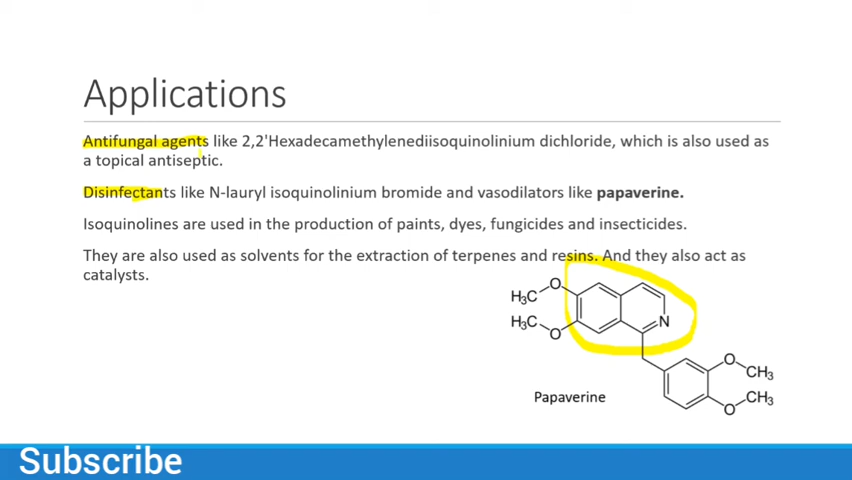 Applications
Antifungal agents like 2,2'Hexadecamethylenediisoquinolinium dichloride, which is also used as
a topical antiseptic.
Disinfectants like N-lauryl isoquinolinium bromide and vasodilators like papaverine.
Isoquinolines are used in the production of paints, dyes, fungicides and insecticides.
They are also used as solvents for the extraction of terpenes and resins. And they also act as
catalysts.
O
H₃C
N
H₃C
O
O
CH₃
Papaverine
CH₃
O
Subscribe